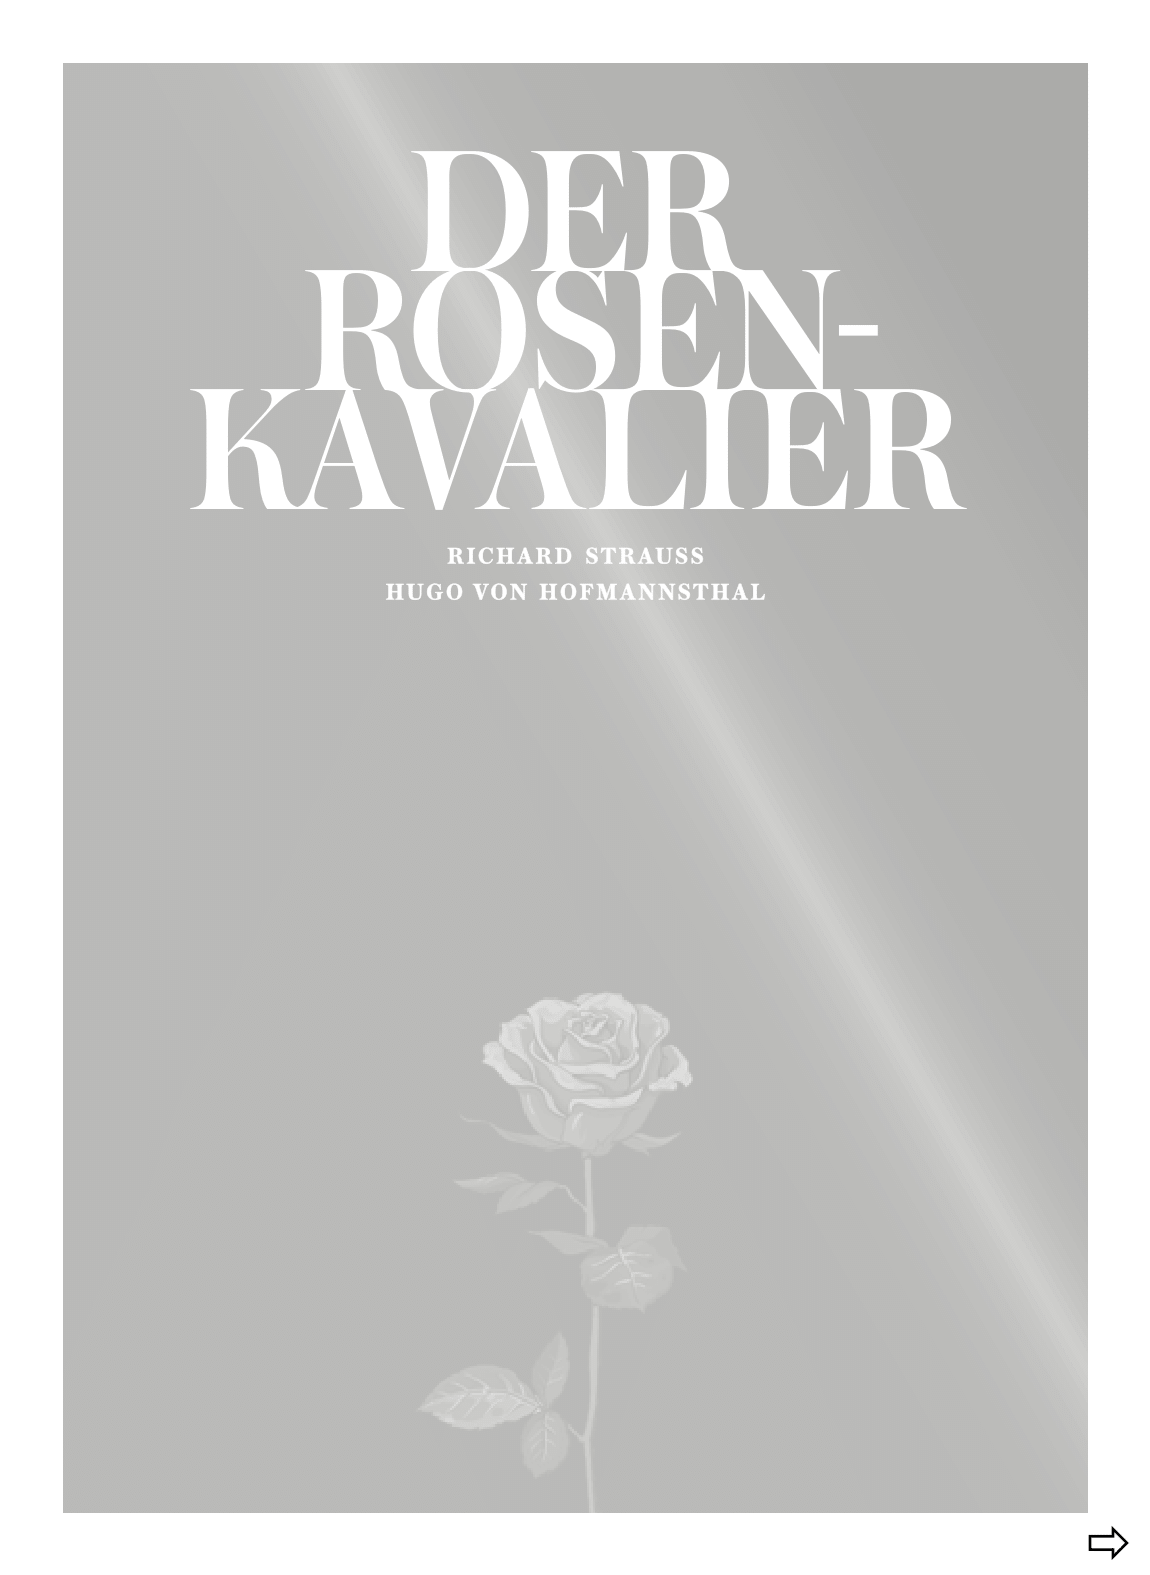 DER
ROSEN-
KAVALIER
RICHARD STRAUSS
HUGO VON HOFMANNSTHAL